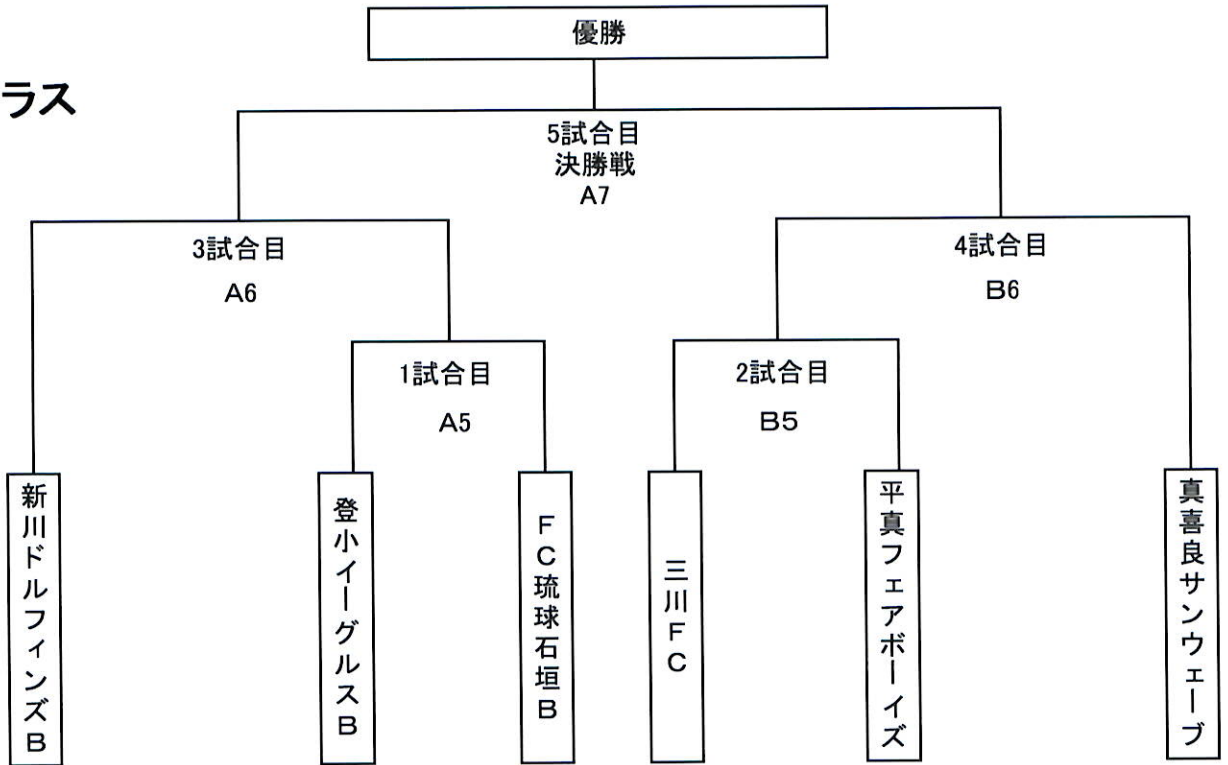 優勝
ラス
5試合目
決勝戦
A7
3試合目
A6
4試合目
B6
1試合目
A5
2試合目
B5
新川ドルフィンズB
登小イーグルスB
FC琉球石垣B
三川FC
平真フェアボーイズ
真喜良サンウェーブ